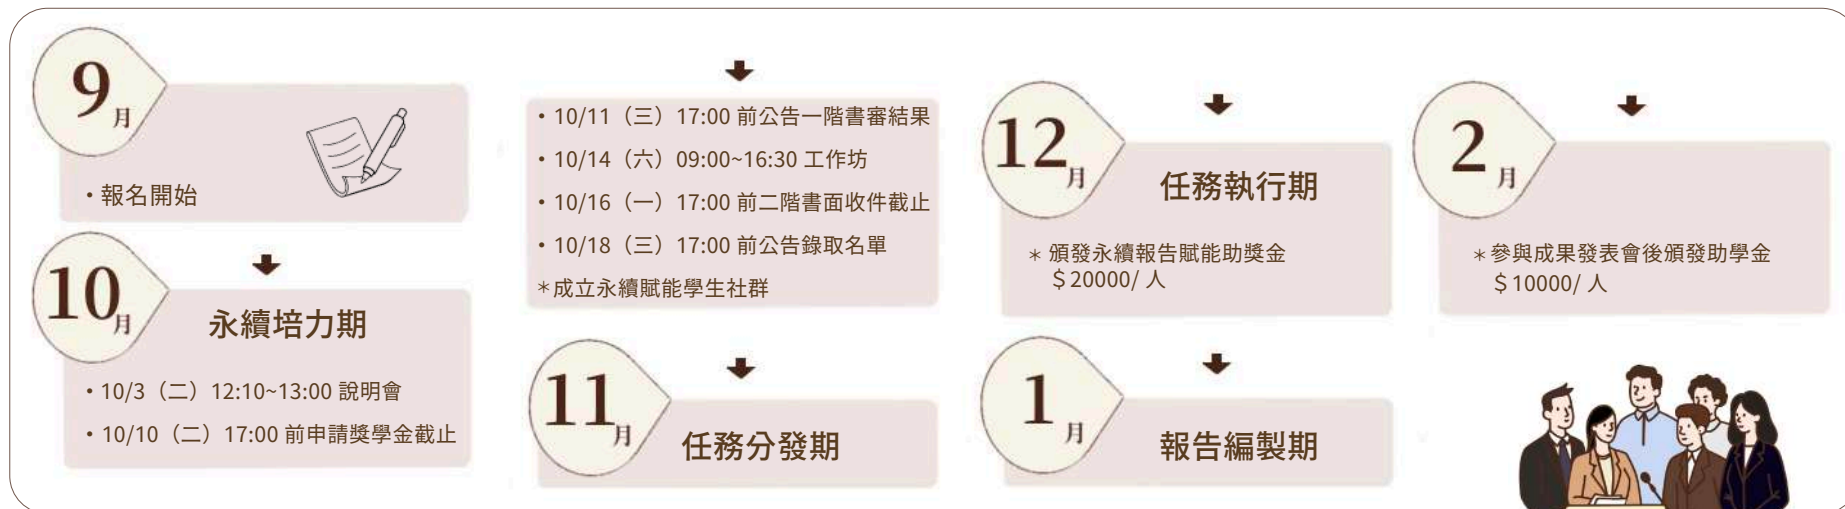 9月
・報名開始
10月
永續培力期
・10/3（二）12:10~13:00 說明會
・10/10（二）17:00 前申請獎學金截止
・10/11（三）17:00 前公告一階書審結果
・10/14（六）09:00~16:30 工作坊
・10/16（一）17:00 前二階書面收件截止
・10/18（三）17:00 前公告錄取名單
＊成立永續賦能學生社群
11月
任務分發期
12月
任務執行期
＊ 頒發永續報告賦能助獎金
＄20000/ 人
1月
報告編製期
2月
＊參與成果發表會後頒發助學金
＄10000/ 人